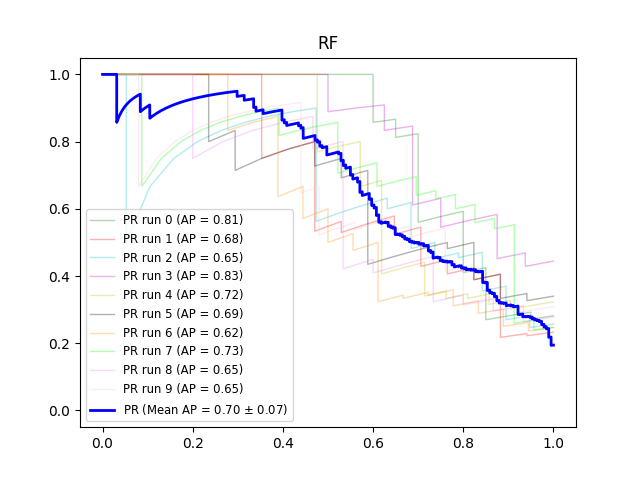 RF
1.0
0.8
0.6
0.4
0.2
0.0
PR run 0 (AP = 0.81)
PR run 1 (AP = 0.68)
PR run 2 (AP = 0.65)
PR run 3 (AP = 0.83)
PR run 4 (AP = 0.72)
PR run 5 (AP = 0.69)
PR run 6 (AP = 0.62)
PR run 7 (AP = 0.73)
PR run 8 (AP = 0.65)
PR run 9 (AP = 0.65)
PR (Mean AP = 0.70 ± 0.07)
0.0 0.2 0.4 0.6 0.8 1.0